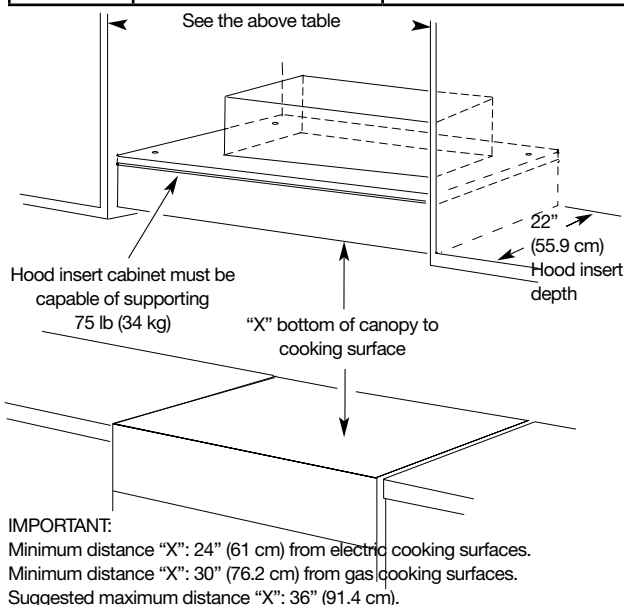 See the above table
22”
(55.9 cm)
Hood insert
depth
Hood insert cabinet must be
capable of supporting
75 lb (34 kg)
“X” bottom of canopy to
cooking surface
IMPORTANT:
Minimum distance “X”: 24” (61 cm) from electric cooking surfaces.
Minimum distance “X”: 30” (76.2 cm) from gas cooking surfaces.
Suggested maximum distance “X”: 36” (91.4 cm).